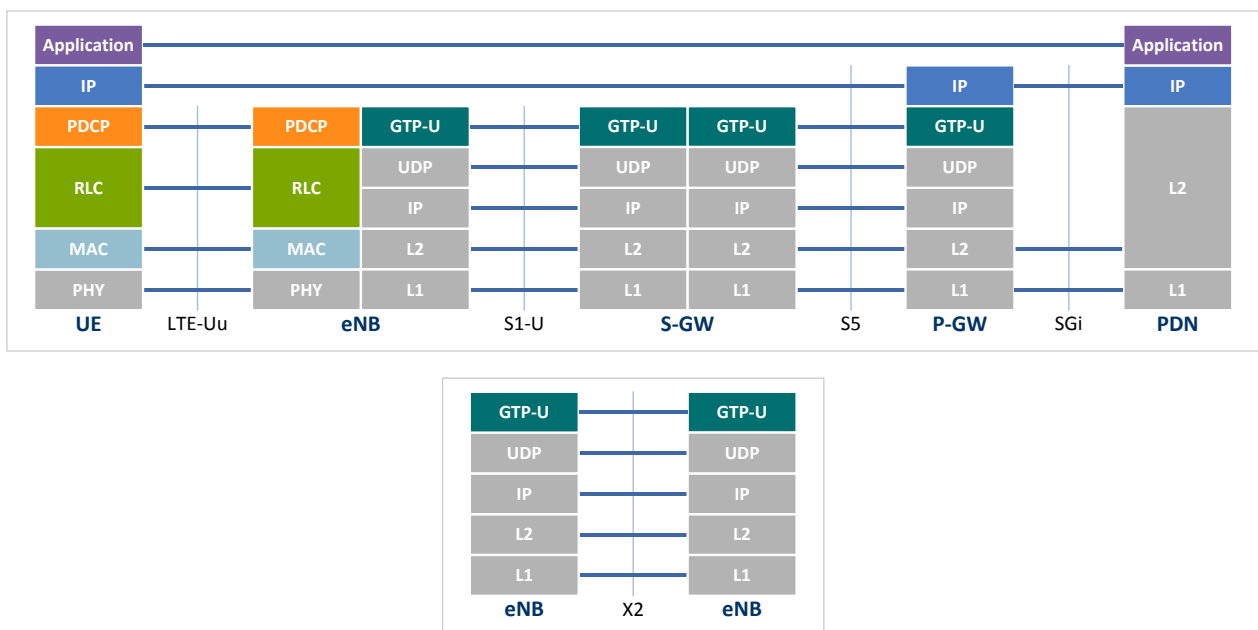 Application Application
IP IP IP
PDCP PDCP GTP-U GTP-U GTP-U GTP-U
UDP UDP UDP UDP
RLC RLC L2
IP IP IP IP
MAC MAC L2 L2 L2 L2
PHY PHY L1 L1 L1 L1 L1
UE LTE-Uu eNB S1-U S-GW S5 P-GW SGi PDN
GTP-U GTP-U
UDP UDP
IP IP
L2 L2
L1 L1
eNB X2 eNB